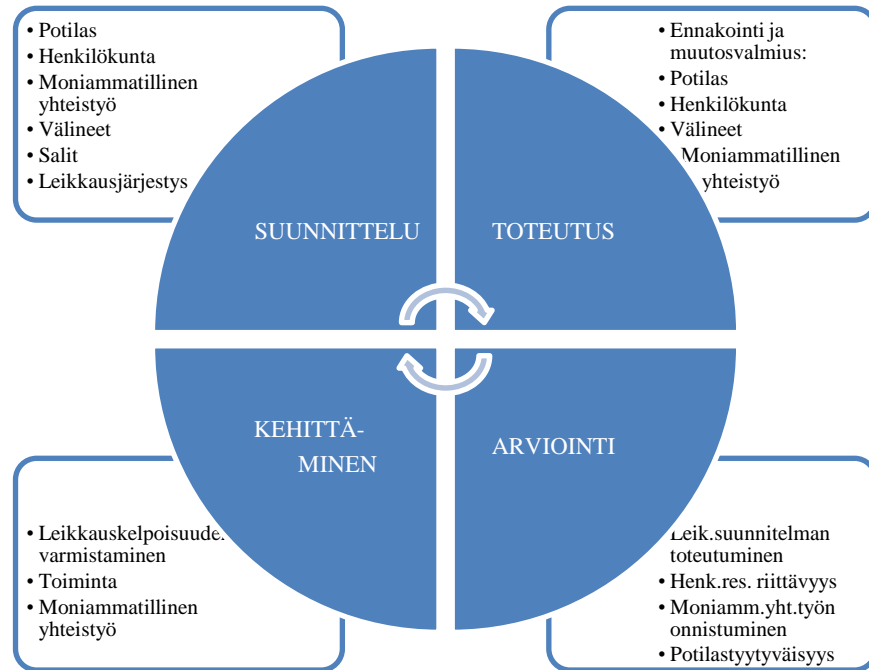 • Potilas
• Henkilökunta
• Moniammatillinen
yhteistyö
• Välineet
• Salit
• Leikkausjärjestys
• Ennakointi ja
muutosvalmius:
• Potilas
• Henkilökunta
• Välineet
Moniammatillinen
yhteistyö
SUUNNITTELU
TOTEUTUS
KEHITTÄ-
MINEN
ARVIOINTI
• Leikkauskelpoisuude
varmistaminen
• Toiminta
• Moniammatillinen
yhteistyö
Leik.suunnitelman
toteutuminen
• Henk.res. riittävyys
• Moniamm.yht.työn
onnistuminen
• Potilastyytyväisyys